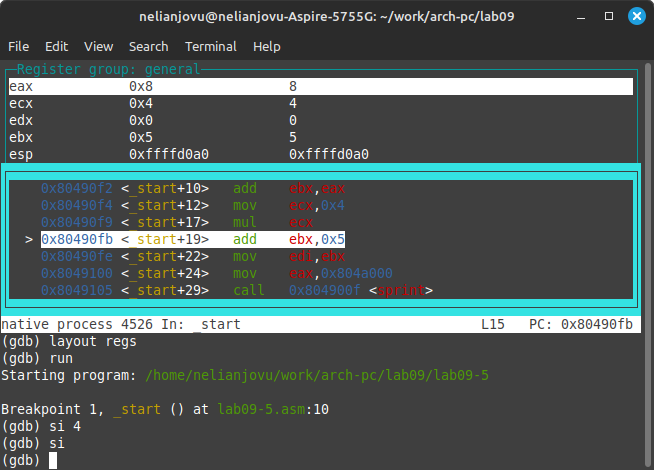 nelianjovu@nelianjovu-Aspire-5755G: ~/work/arch-pc/lab09
File Edit View Search Terminal Help
Register group: general
eax 0x8 8
ecx 0x4 4
edx 0x0 0
ebx 0x5 5
esp 0xffffd0a0 0xffffd0a0
0x80490f2 <_start+10> add ebx,eax
0x80490f4 <_start+12> mov ecx,0x4
0x80490f9 <_start+17> mul ecx
> 0x80490fb <_start+19> add ebx,0x5
0x80490fe <_start+22> mov edi,ebx
0x8049100 <_start+24> mov eax,0x804a000
0x8049105 <_start+29> call 0x804900f <sprint>
native process 4526 In: _start L15 PC: 0x80490fb
(gdb) layout regs
(gdb) run
Starting program: /home/nelianjovu/work/arch-pc/lab09/lab09-5
Breakpoint 1, _start () at lab09-5.asm:10
(gdb) si 4
(gdb) si
(gdb)